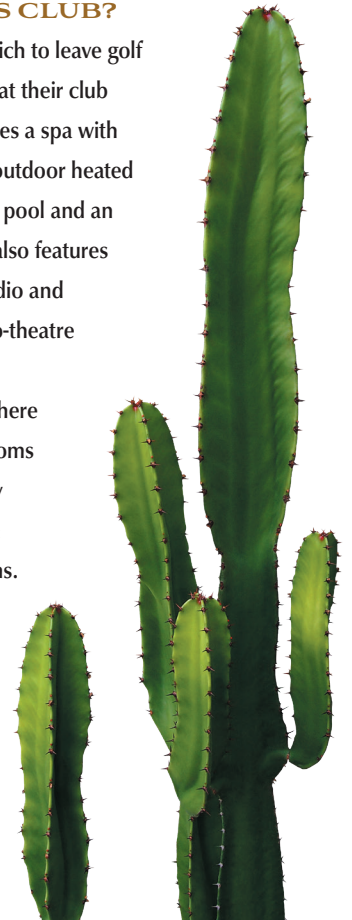 S CLUB?
ich to leave golf
at their club
es a spa with
outdoor heated
pool and an
also features
dio and
o-theatre
here
oms
y
ns.